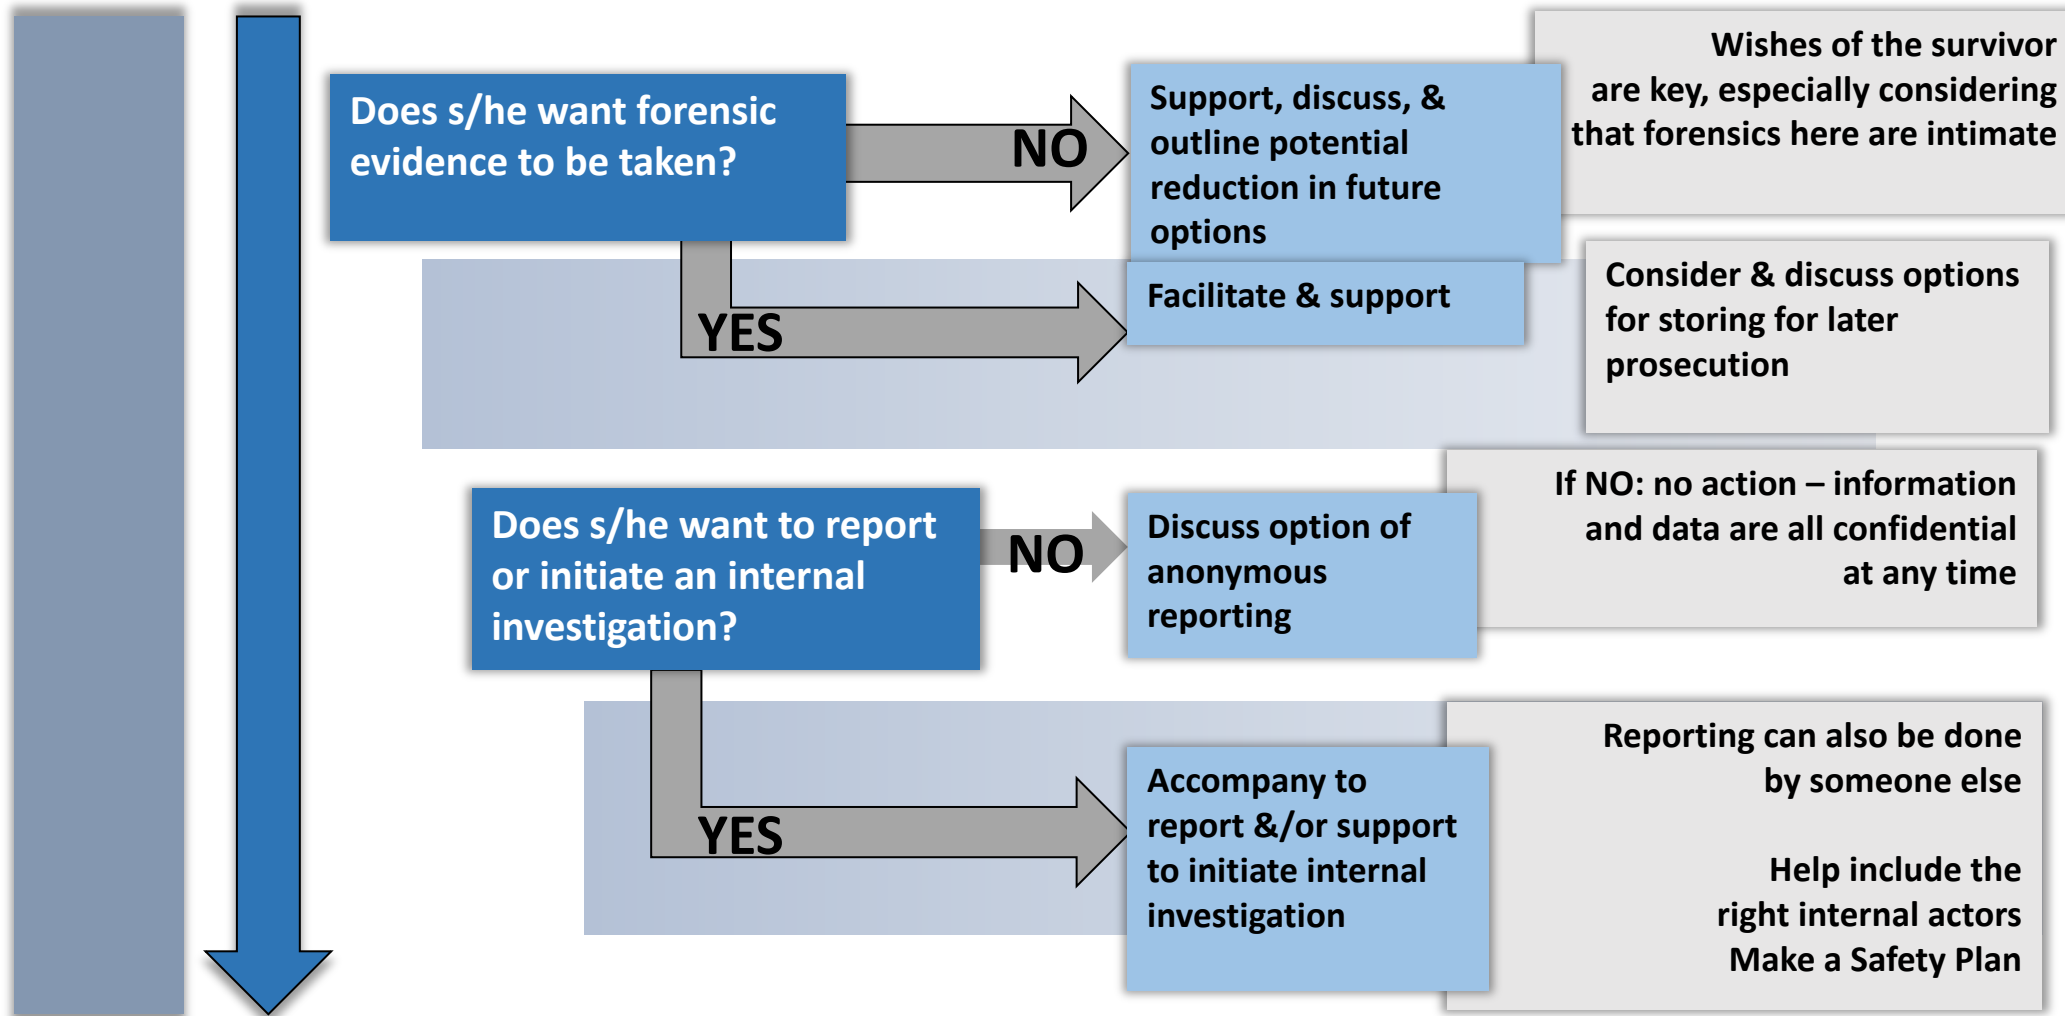 Does s/he want forensic
evidence to be taken?
NO
Support, discuss, &
outline potential
reduction in future
options
Wishes of the survivor
are key, especially considering
that forensics here are intimate
YES
Facilitate & support
Consider & discuss options
for storing for later
prosecution
Does s/he want to report
or initiate an internal
investigation?
NO
Discuss option of
anonymous
reporting
If NO: no action – information
and data are all confidential
at any time
YES
Accompany to
report &/or support
to initiate internal
investigation
Reporting can also be done
by someone else
Help include the
right internal actors
Make a Safety Plan